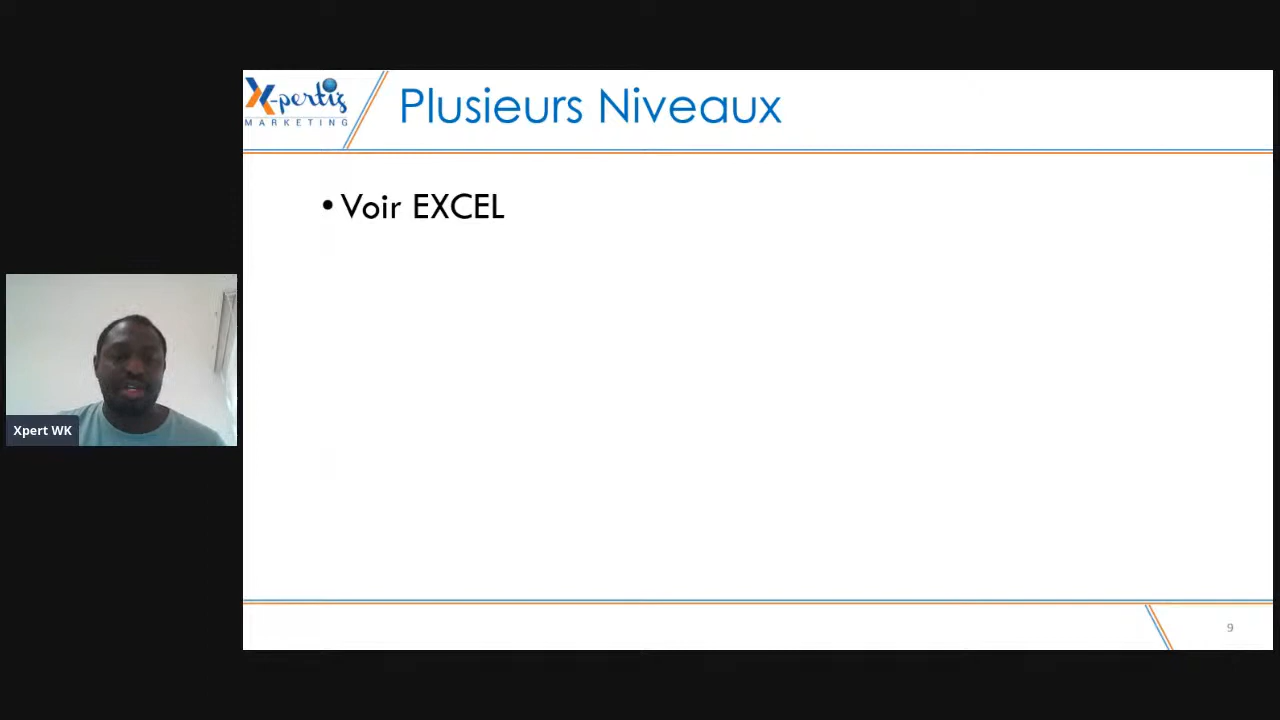 X-pertiz
MARKETING
Plusieurs Niveaux
• Voir EXCEL
Xpert WK
9